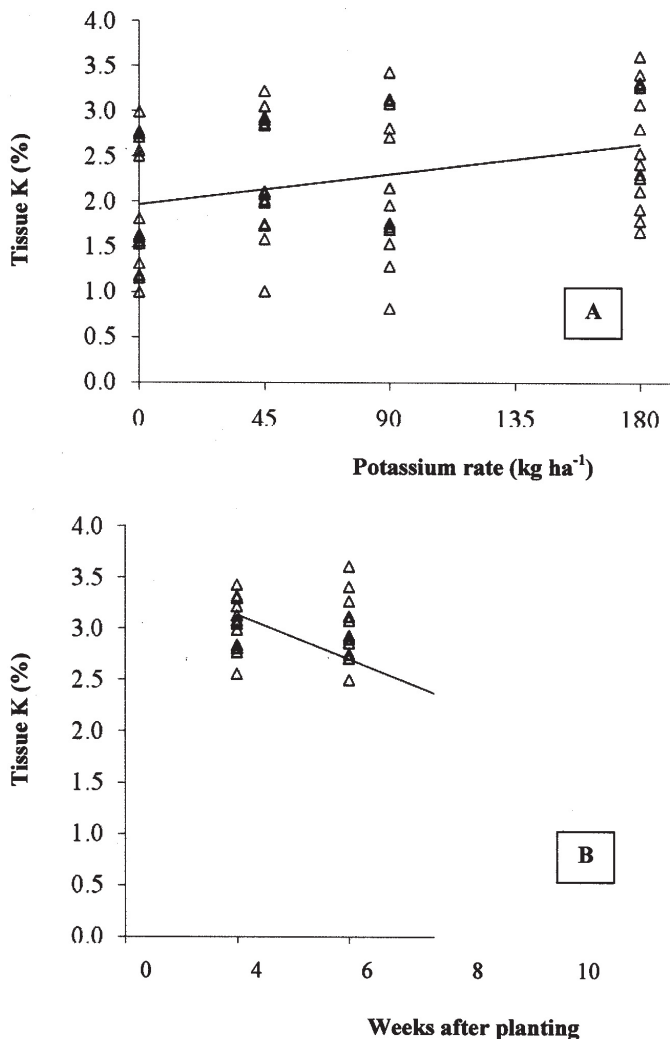 4.0
3.5
3.0
2.5
2.0
1.5
1.0
0.5
0.0
Tissue K (%)
A
0 45 90 135 180
Potassium rate (kg ha⁻¹)
4.0
3.5
3.0
2.5
2.0
1.5
1.0
0.5
0.0
Tissue K (%)
B
0 4 6 8 10
Weeks after planting